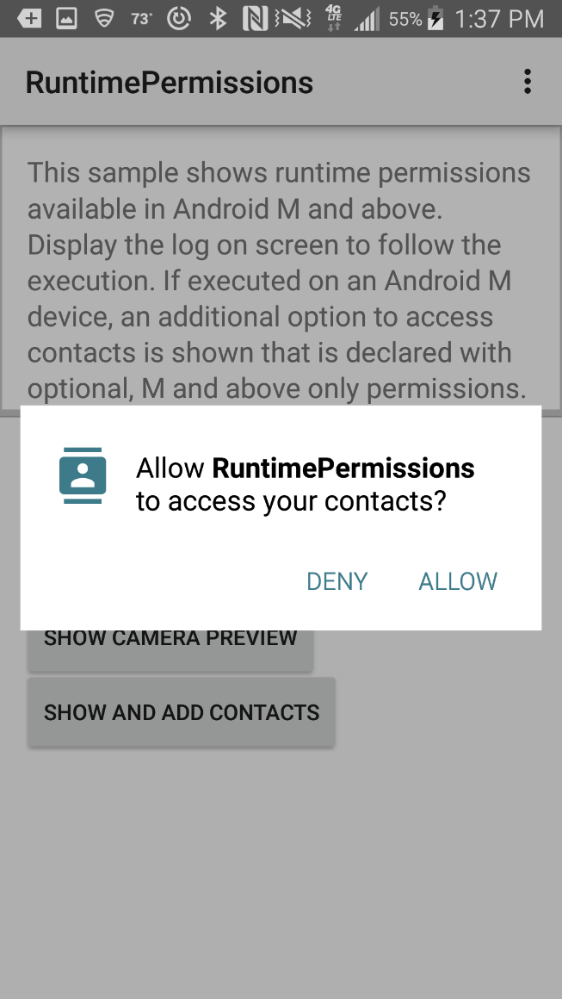 73° 4G LTE 55% 1:37 PM
RuntimePermissions
This sample shows runtime permissions
available in Android M and above.
Display the log on screen to follow the
execution. If executed on an Android M
device, an additional option to access
contacts is shown that is declared with
optional, M and above only permissions.
Allow RuntimePermissions
to access your contacts?
DENY ALLOW
SHOW CAMERA PREVIEW
SHOW AND ADD CONTACTS